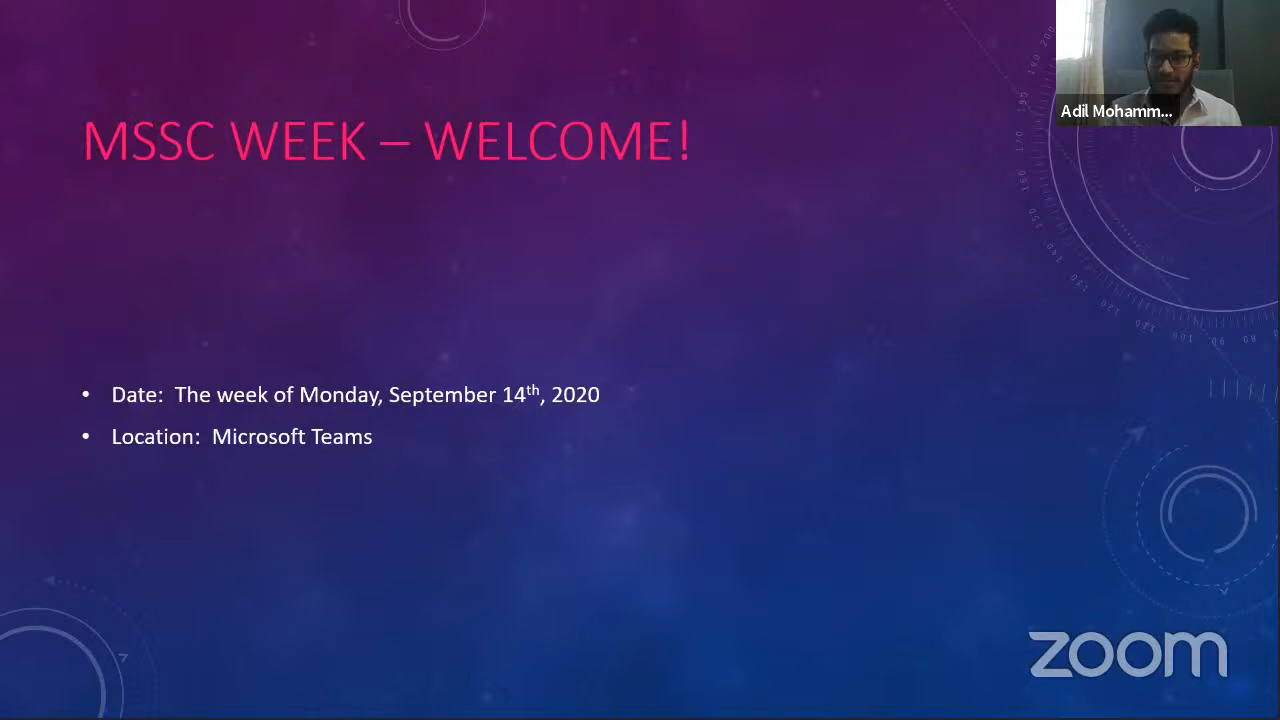 MSSC WEEK – WELCOME!
Adil Mohamm...
• Date:  The week of Monday, September 14th, 2020
• Location:  Microsoft Teams
zoom